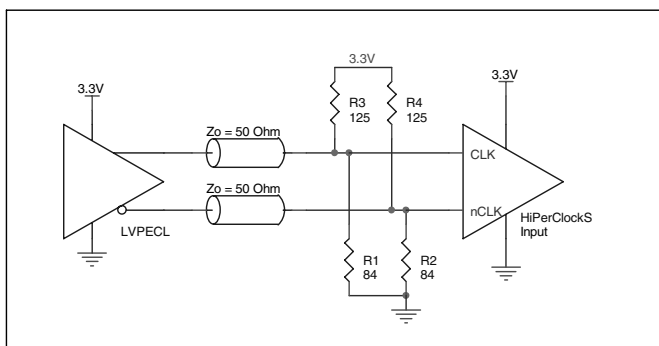 3.3V
3.3V
3.3V
R3
125
R4
125
Zo = 50 Ohm
CLK
Zo = 50 Ohm
nCLK
HiPerClockS
Input
LVPECL
R1
84
R2
84